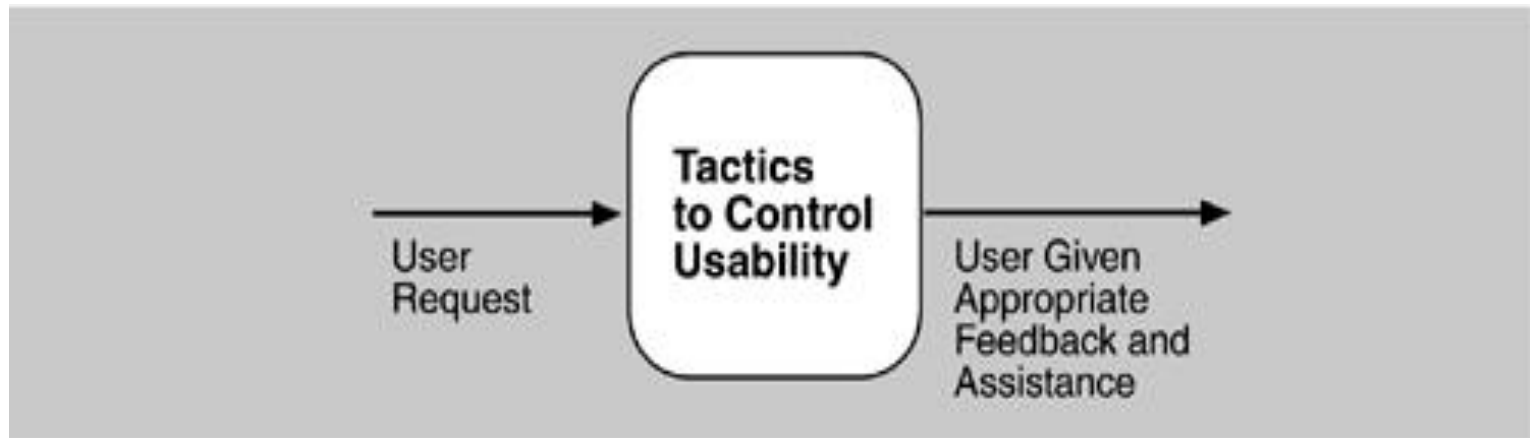 User
Request
Tactics
to Control
Usability
User Given
Appropriate
Feedback and
Assistance